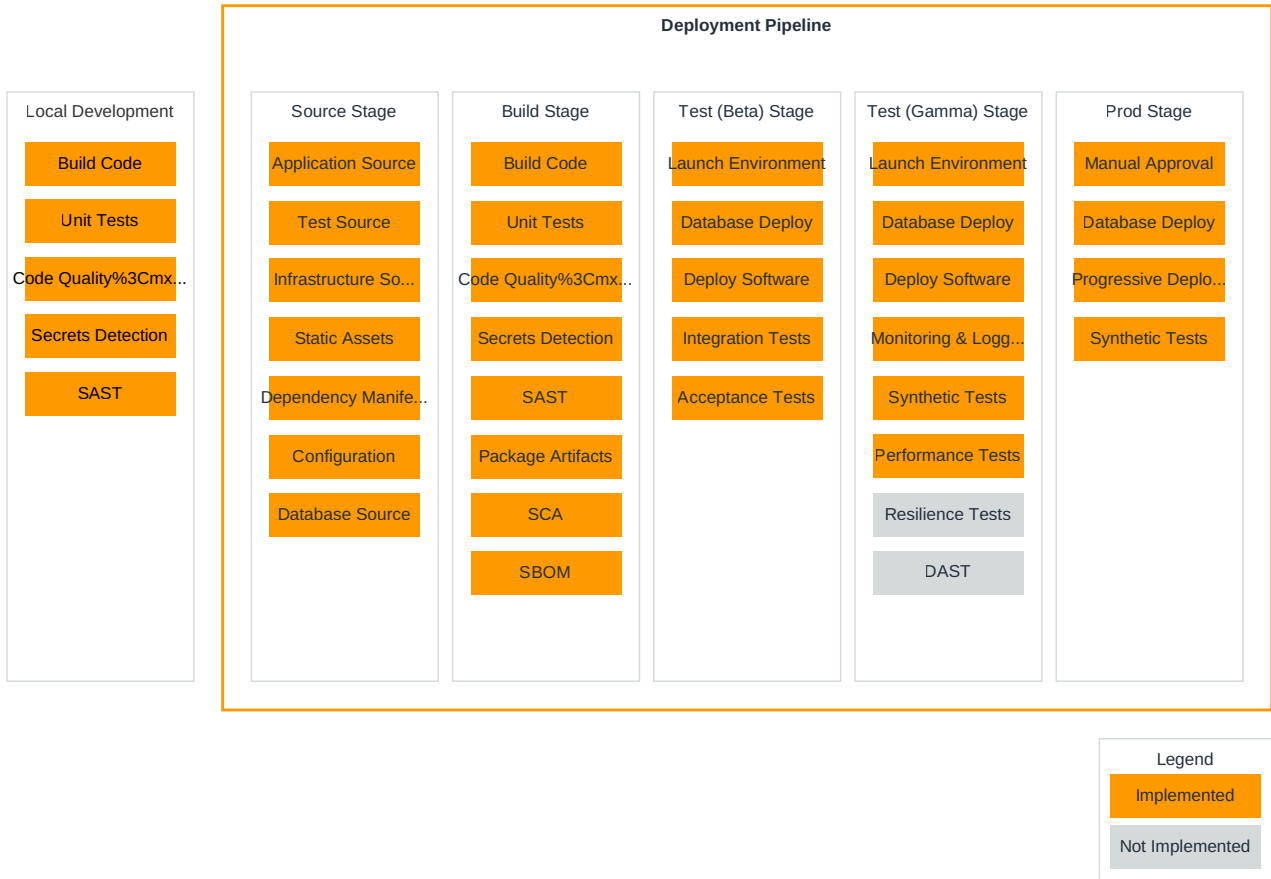 Deployment Pipeline
Local Development
Build Code
Unit Tests
Code Quality%3Cmx...
Secrets Detection
SAST
Source Stage
Application Source
Test Source
Infrastructure So...
Static Assets
Dependency Manife...
Configuration
Database Source
Build Stage
Build Code
Unit Tests
Code Quality%3Cmx...
Secrets Detection
SAST
Package Artifacts
SCA
SBOM
Test (Beta) Stage
Launch Environment
Database Deploy
Deploy Software
Integration Tests
Acceptance Tests
Test (Gamma) Stage
Launch Environment
Database Deploy
Deploy Software
Monitoring & Logg...
Synthetic Tests
Performance Tests
Resilience Tests
DAST
Prod Stage
Manual Approval
Database Deploy
Progressive Deplo...
Synthetic Tests
Legend
Implemented
Not Implemented